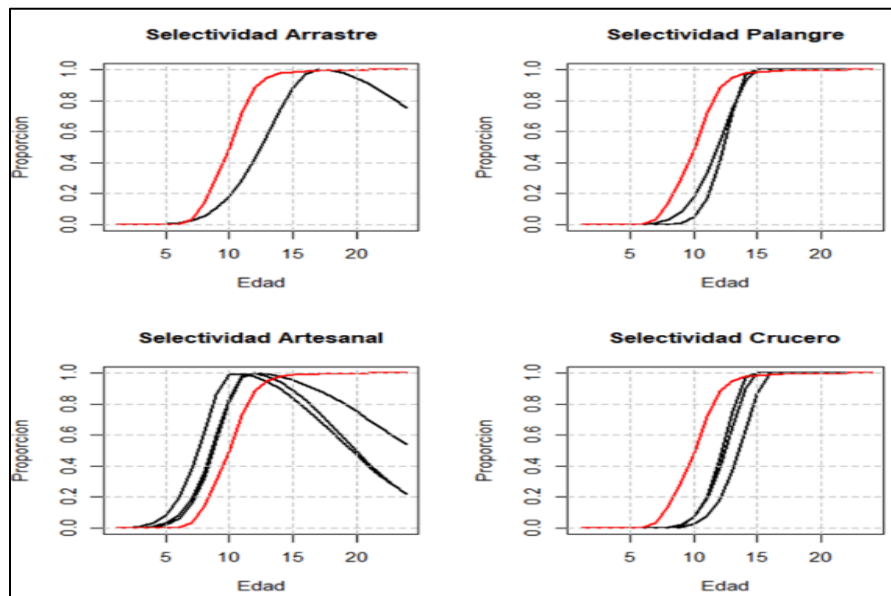 Selectividad Arrastre
Proporcion
0.0 0.2 0.4 0.6 0.8 1.0
5 10 15 20
Edad
Selectividad Palangre
Proporcion
0.0 0.2 0.4 0.6 0.8 1.0
5 10 15 20
Edad
Selectividad Artesanal
Proporcion
0.0 0.2 0.4 0.6 0.8 1.0
5 10 15 20
Edad
Selectividad Crucero
Proporcion
0.0 0.2 0.4 0.6 0.8 1.0
5 10 15 20
Edad